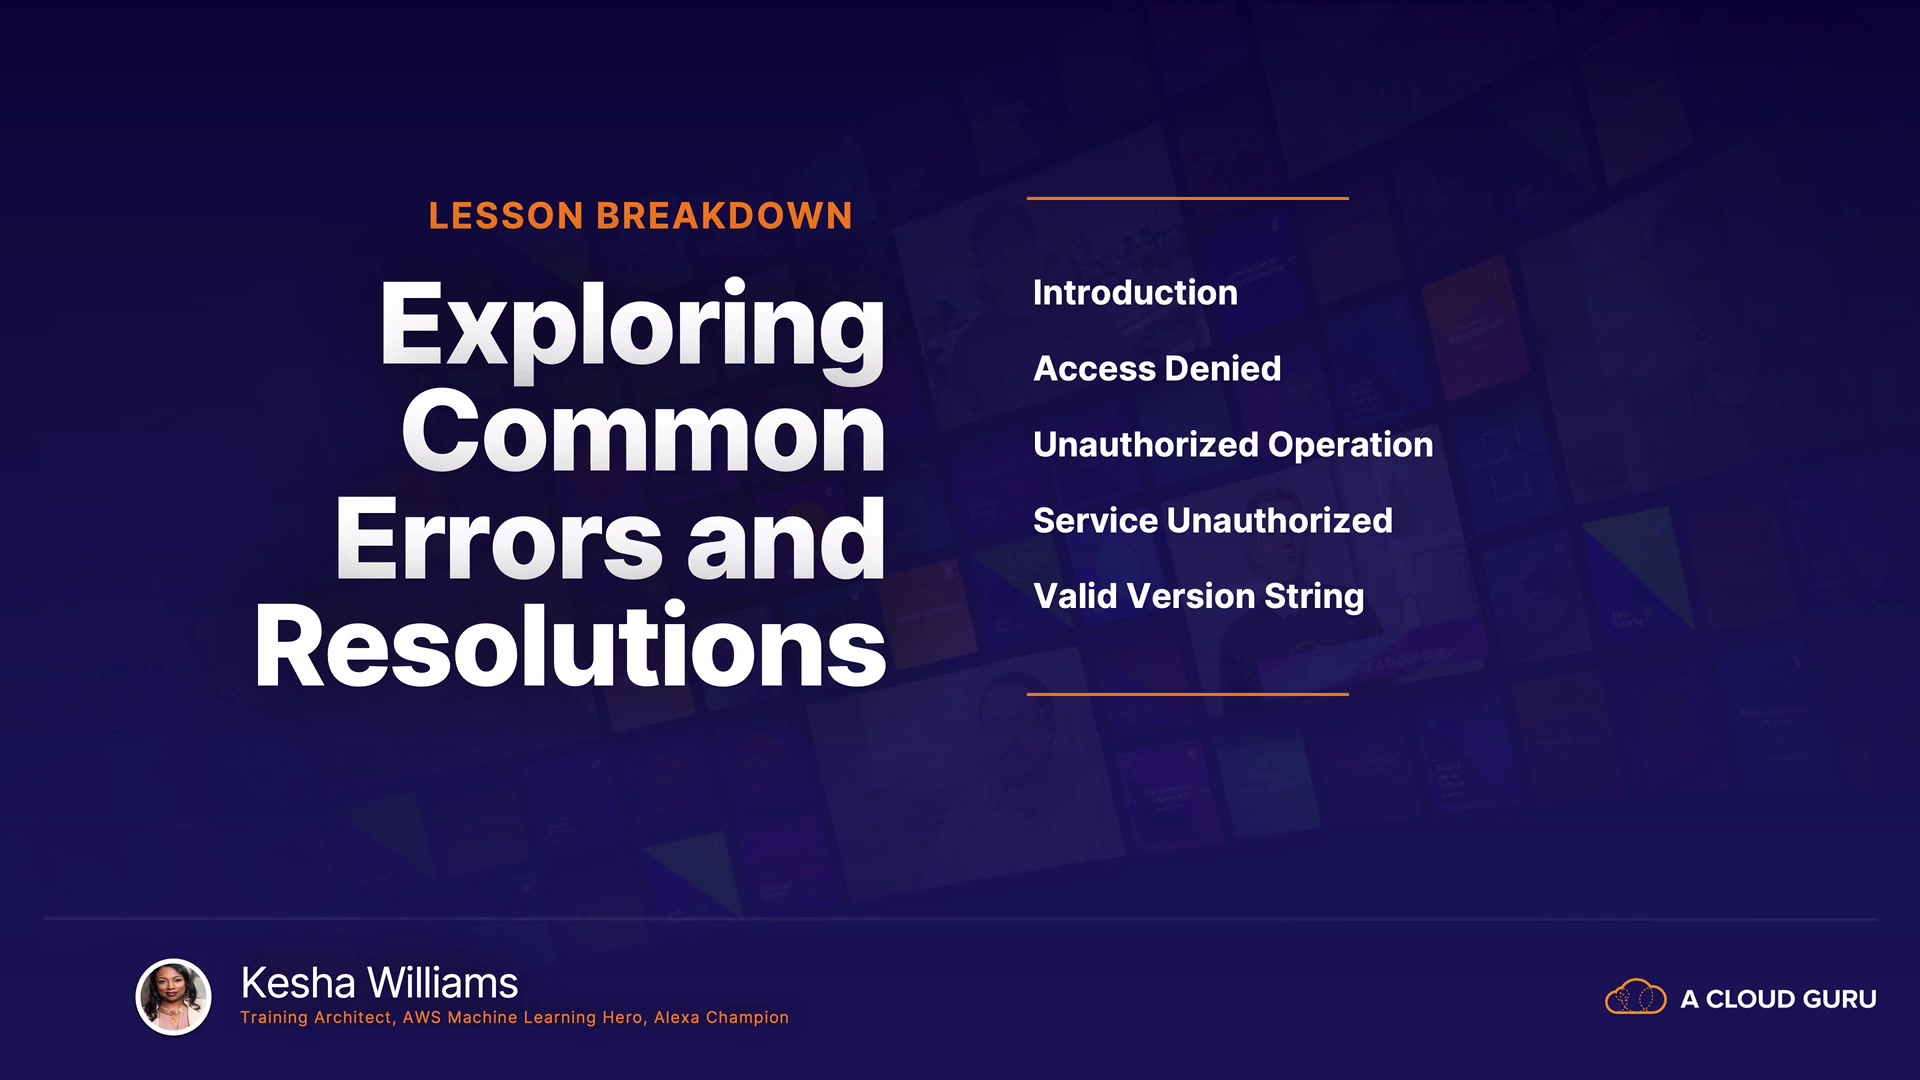 LESSON BREAKDOWN
Exploring
Common
Errors and
Resolutions
Introduction
Access Denied
Unauthorized Operation
Service Unauthorized
Valid Version String
Kesha Williams
Training Architect, AWS Machine Learning Hero, Alexa Champion
A CLOUD GURU